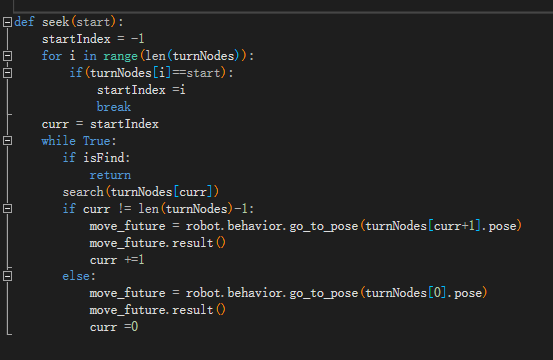 def seek(start):
    startIndex = -1
    for i in range(len(turnNodes)):
        if(turnNodes[i]==start):
            startIndex =i
            break
    curr = startIndex
    while True:
        if isFind:
            return
        search(turnNodes[curr])
        if curr != len(turnNodes)-1:
            move_future = robot.behavior.go_to_pose(turnNodes[curr+1].pose)
            move_future.result()
            curr +=1
        else:
            move_future = robot.behavior.go_to_pose(turnNodes[0].pose)
            move_future.result()
            curr =0